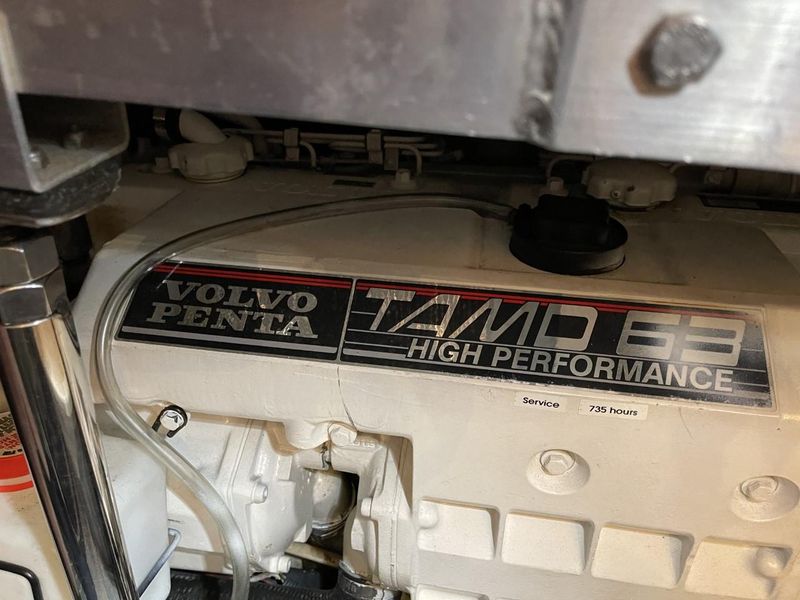 VOLVO
PENTA
TAMD 63
HIGH PERFORMANCE
Service
735 hours